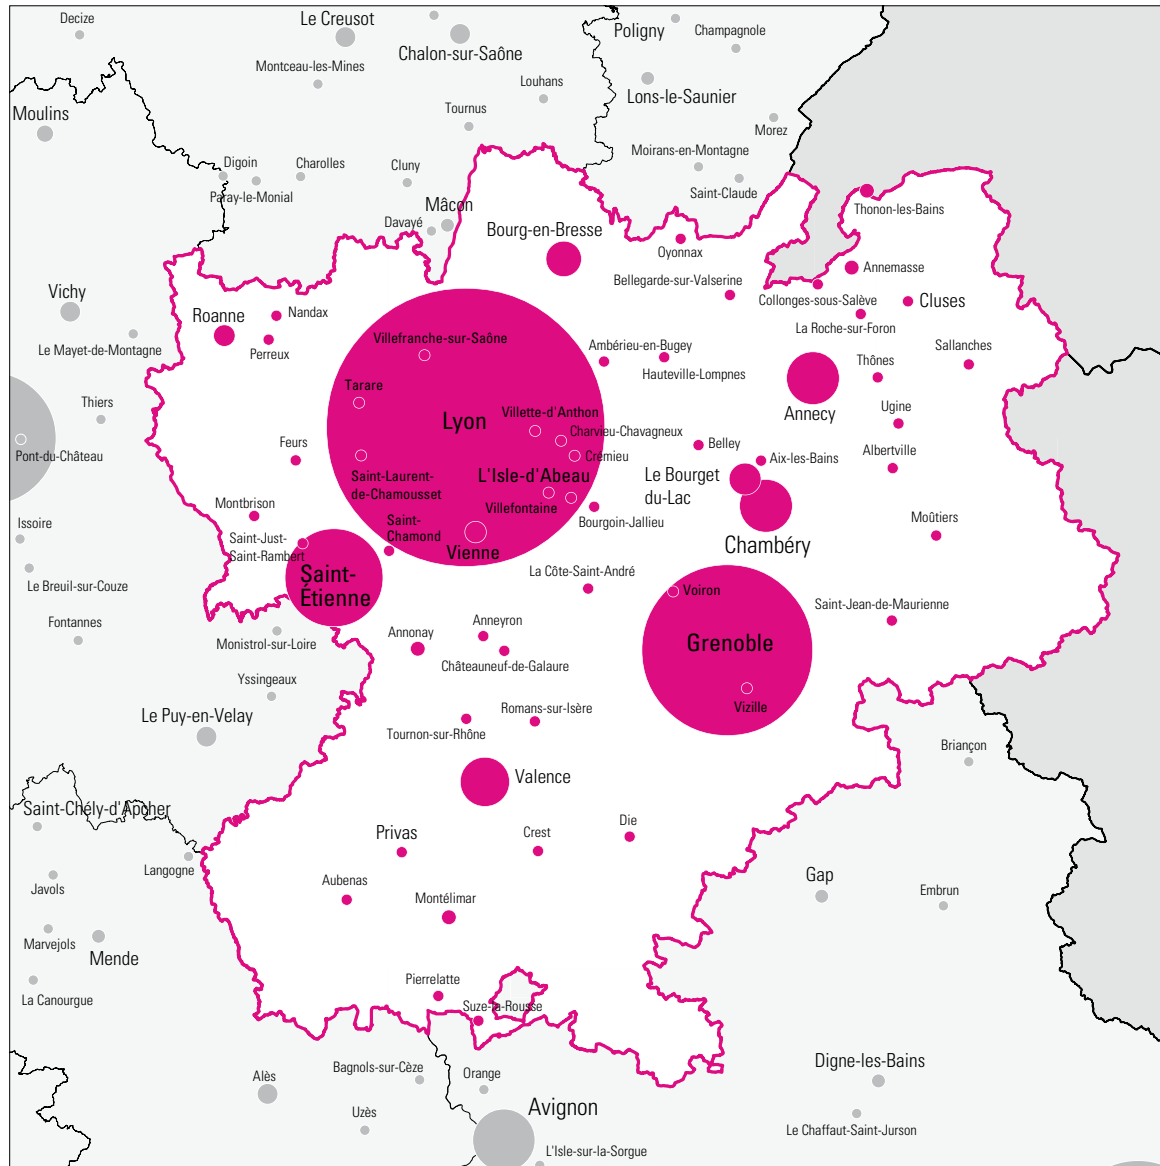 Decize
Le Creusot
Chalon-sur-Saône
Poligny
Champagnole
Montceau-les-Mines
Louhans
Lons-le-Saunier
Moulins
Tournus
Morez
Digoin
Charolles
Cluny
Moirans-en-Montagne
Paray-le-Monial
Saint-Claude
Mâcon
Davayé
Thonon-les-Bains
Bourg-en-Bresse
Oyonnax
Annemasse
Bellegarde-sur-Valserine
Vichy
Collonges-sous-Salève
Cluses
Roanne
Nandax
La Roche-sur-Foron
Villefranche-sur-Saône
Ambérieu-en-Bugey
Sallanches
Le Mayet-de-Montagne
Perreux
Hauteville-Lompnes
Thônes
Tarare
Thiers
Lyon
Villette-d'Anthon
Annecy
Ugine
Charvieu-Chavagneux
Feurs
Belley
Pont-du-Château
Crémieu
Aix-les-Bains
Albertville
Saint-Laurent-
de-Chamousset
L'Isle-d'Abeau
Le Bourget
du-Lac
Montbrison
Villefontaine
Issoire
Saint-
Chamond
Bourgoin-Jallieu
Moûtiers
Saint-Just-
Saint-Rambert
Vienne
Chambéry
Saint-
Étienne
La Côte-Saint-André
Le Breuil-sur-Couze
Voiron
Saint-Jean-de-Maurienne
Fontannes
Monistrol-sur-Loire
Annonay
Anneyron
Grenoble
Châteauneuf-de-Galaure
Yssingeaux
Le Puy-en-Velay
Romans-sur-Isère
Vizille
Tournon-sur-Rhône
Briançon
Valence
Saint-Chély-d'Apcher
Privas
Crest
Die
Langogne
Javols
Aubenas
Montélimar
Gap
Embrun
Marvejols
Mende
Pierrelatte
La Canourgue
Suze-la-Rousse
Bagnols-sur-Cèze
Digne-les-Bains
Alès
Orange
Uzès
Avignon
Le Chaffaut-Saint-Jurson
L'Isle-sur-la-Sorgue